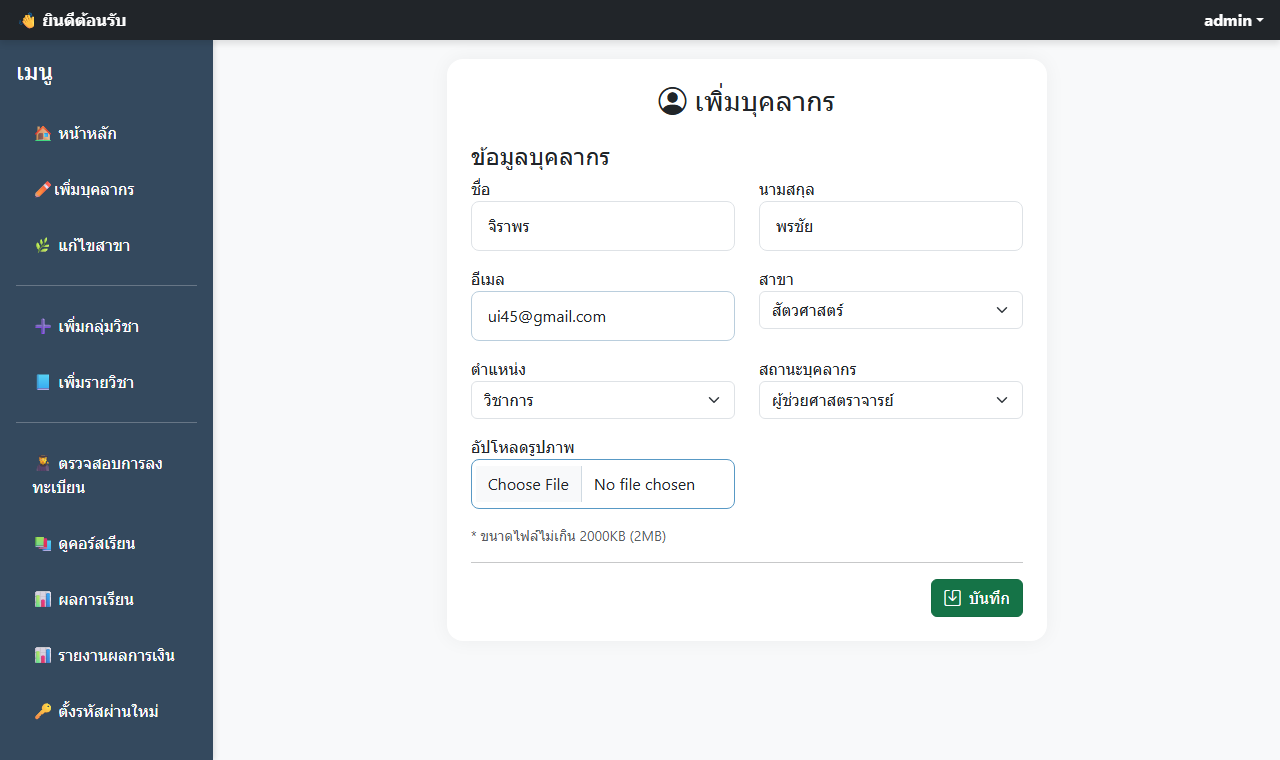 👋 ยินดีต้อนรับ
admin
เมนู
🏠 หน้าหลัก
เพิ่มบุคลากร
🌿 แก้ไขสาขา
➕ เพิ่มกลุ่มวิชา
📘 เพิ่มรายวิชา
ตรวจสอบการลง
ทะเบียน
📚 ดูคอร์สเรียน
📊 ผลการเรียน
📊 รายงานผลการเงิน
🔑 ตั้งรหัสผ่านใหม่
เพิ่มบุคลากร
ข้อมูลบุคลากร
ชื่อ
นามสกุล
จิราพร
พรชัย
อีเมล
สาขา
ui45@gmail.com
สัตวศาสตร์
ตำแหน่ง
สถานะบุคลากร
วิชาการ
ผู้ช่วยศาสตราจารย์
อัปโหลดรูปภาพ
Choose File No file chosen
* ขนาดไฟล์ไม่เกิน 2000KB (2MB)
บันทึก